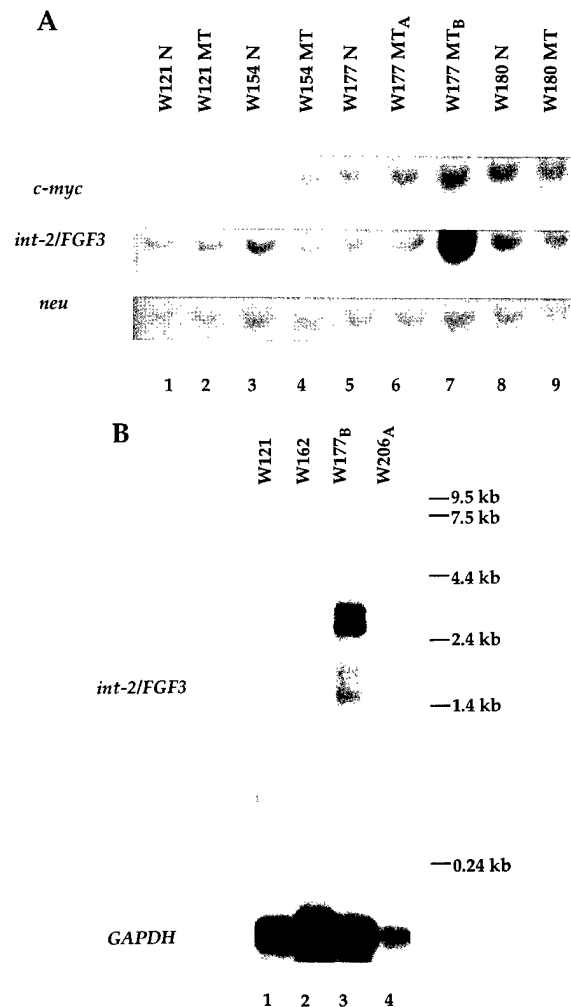 A
W121 N
W121 MT
W154 N
W154 MT
W177 N
W177 MTA
W177 MTB
W180 N
W180 MT
c-myc
int-2/FGF3
neu
1 2 3 4 5 6 7 8 9
B
W121
W162
W177B
W206A
9.5 kb
7.5 kb
4.4 kb
2.4 kb
int-2/FGF3
1.4 kb
0.24 kb
GAPDH
1 2 3 4